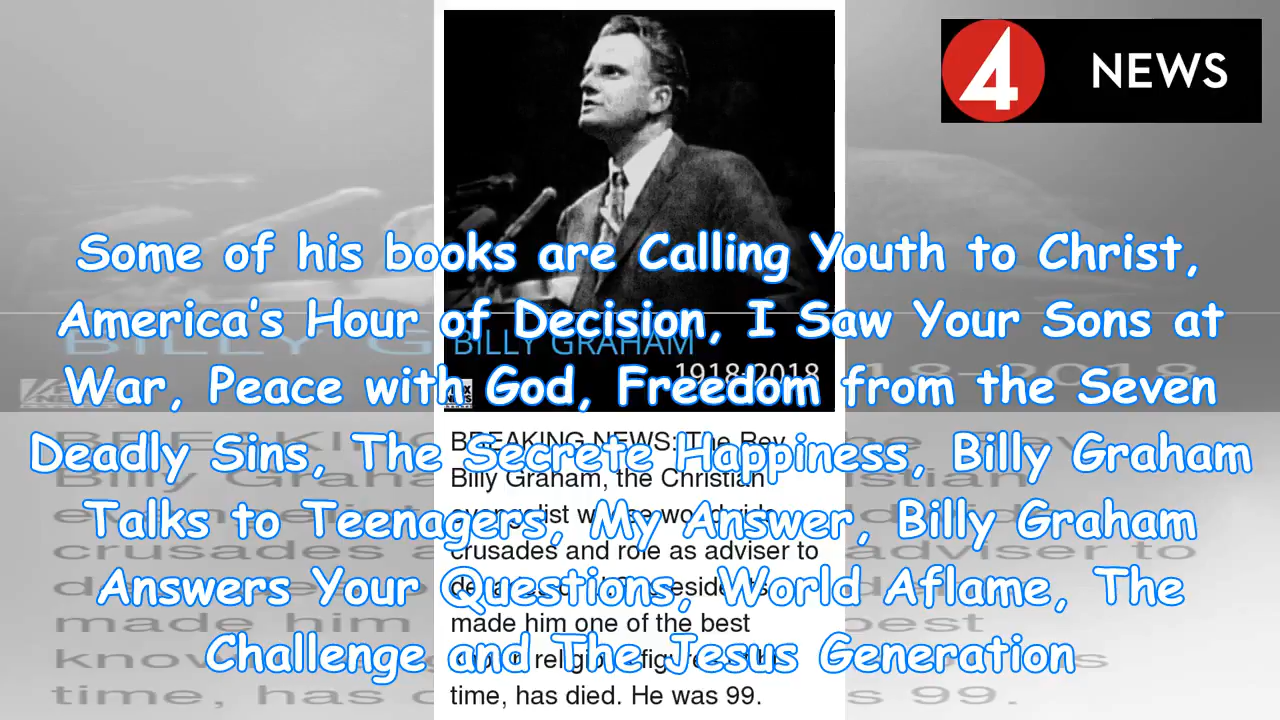 4 NEWS
Some of his books are Calling Youth to Christ,
America's Hour of Decision, I Saw Your Sons at
War, Peace with God, Freedom from the Seven
Deadly Sins, The Secrete Happiness, Billy Graham
Talks to Teenagers, My Answer, Billy Graham
Answers Your Questions, World Aflame, The
Challenge and The Jesus Generation
BILLY GRAHAM
1918-2018
BREAKING NEWS: The Rev.
Billy Graham, the Christian
crusades and role as adviser to
made him one of the best
time, has died. He was 99.